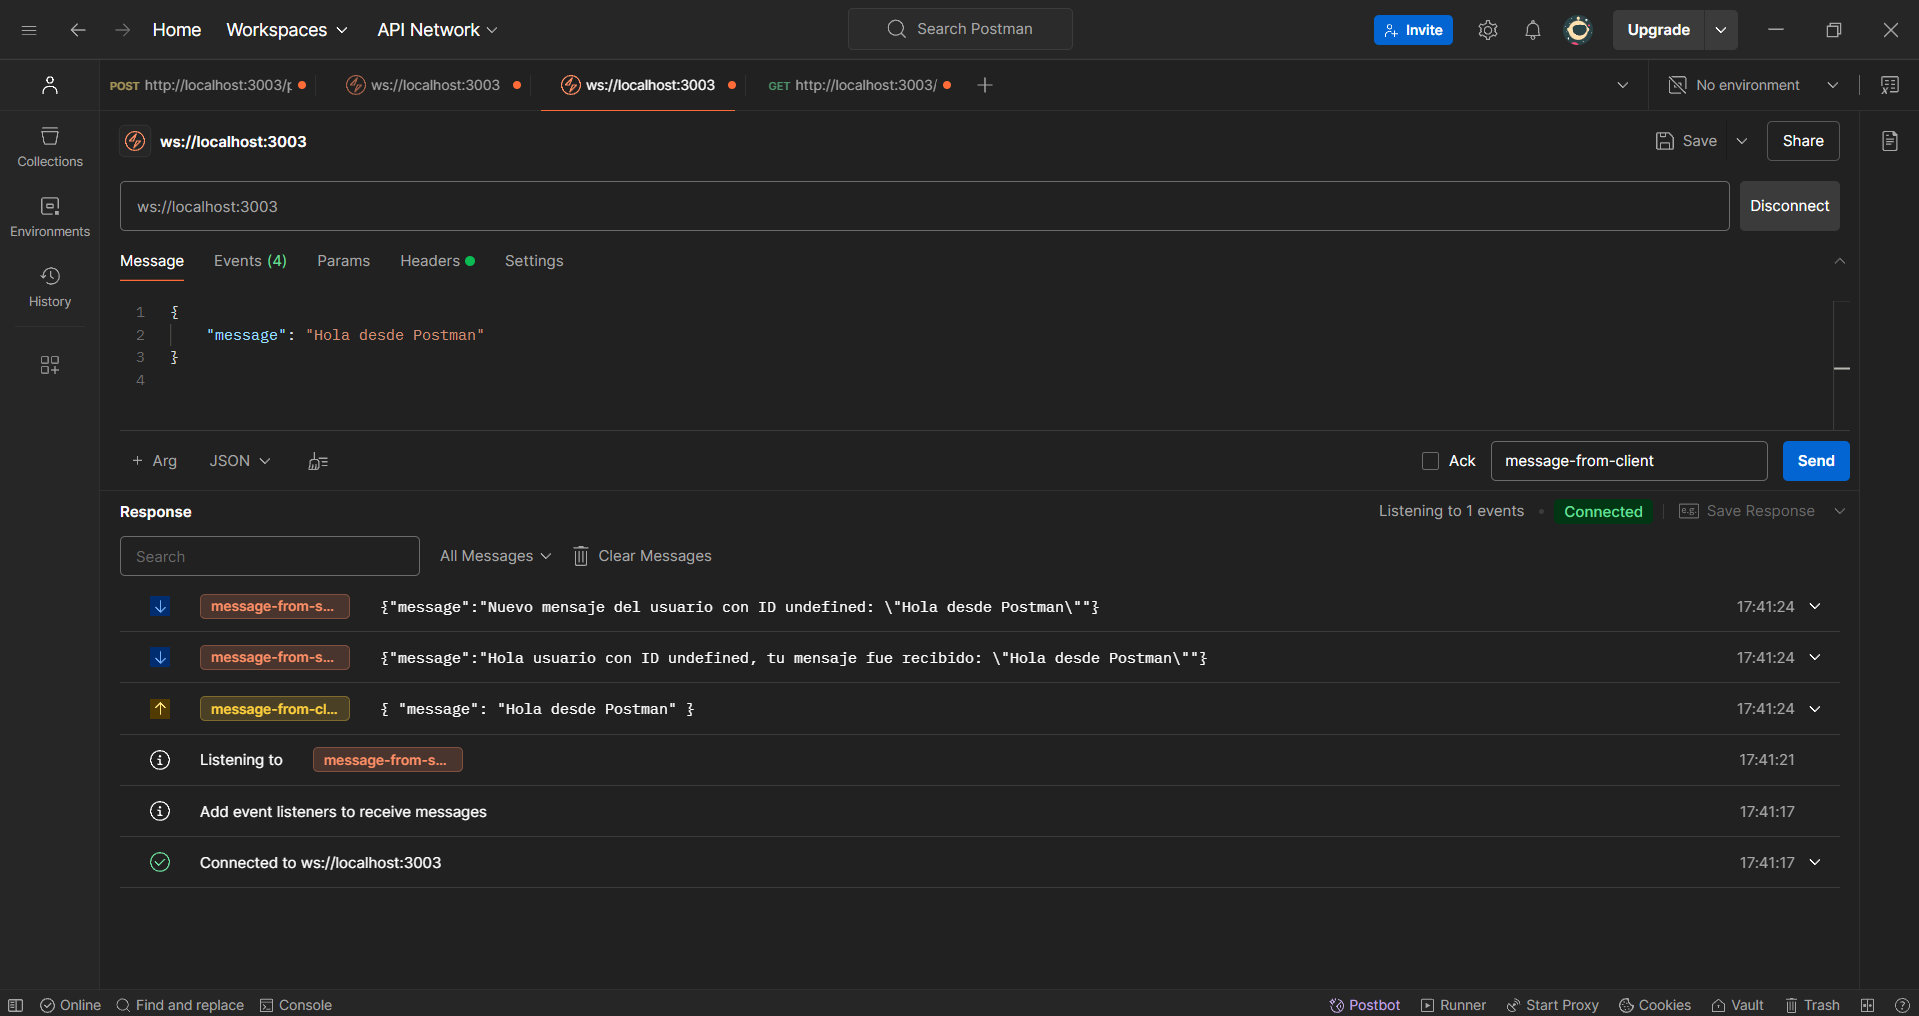 Home Workspaces API Network Search Postman Invite Upgrade
POST http://localhost:3003/p ws://localhost:3003 ws://localhost:3003 GET http://localhost:3003/ No environment
Collections
Environments
History
ws://localhost:3003 Save Share
ws://localhost:3003 Disconnect
Message Events (4) Params Headers Settings
1 {
2 "message": "Hola desde Postman"
3 }
4
+ Arg JSON Ack message-from-client Send
Response Listening to 1 events Connected e.g. Save Response
Search All Messages Clear Messages
message-from-s... {"message":"Nuevo mensaje del usuario con ID undefined: \"Hola desde Postman\""} 17:41:24
message-from-s... {"message":"Hola usuario con ID undefined, tu mensaje fue recibido: \"Hola desde Postman\""} 17:41:24
message-from-cl... { "message": "Hola desde Postman" } 17:41:24
Listening to message-from-s... 17:41:21
Add event listeners to receive messages 17:41:17
Connected to ws://localhost:3003 17:41:17
Online Find and replace Console Postbot Runner Start Proxy Cookies Vault Trash